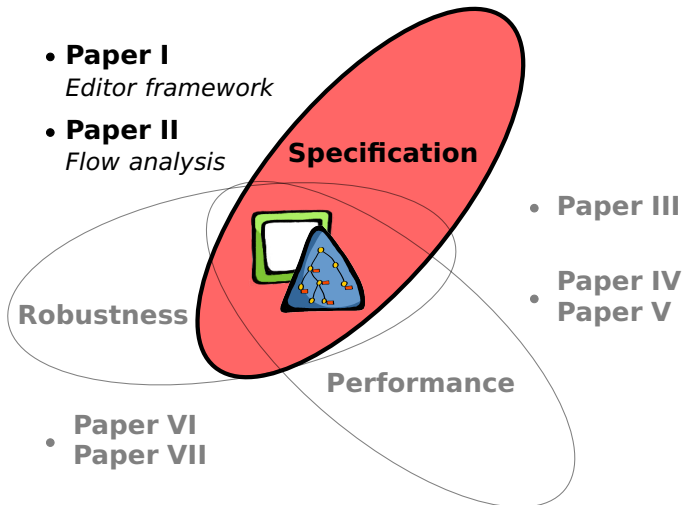 Paper I
Editor framework
Paper II
Flow analysis
Specification
Paper III
Paper IV
Paper V
Robustness
Performance
Paper VI
Paper VII